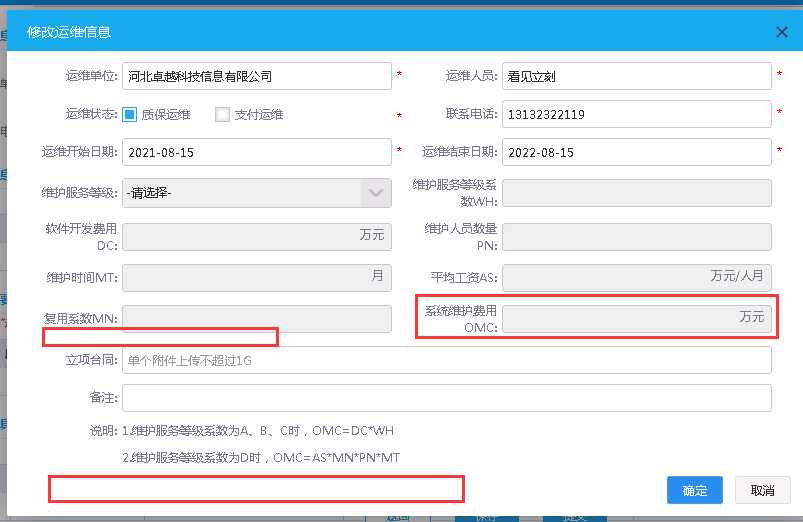 修改运维信息
运维单位: 河北卓越科技信息有限公司 *
运维人员: 看见立刻 *
运维状态: 质保运维 支付运维 *
联系电话: 13132322119 *
运维开始日期: 2021-08-15 *
运维结束日期: 2022-08-15 *
维护服务等级: -请选择-
维护服务等级系
数WH:
软件开发费用
DC: 万元
维护人员数量
PN:
维护时间MT: 月
平均工资AS: 万元/人月
复用系数MN:
系统维护费用
OMC: 万元
立项合同: 单个附件上传不超过1G
备注:
说明: 1.维护服务等级系数为A、B、C时，OMC=DC*WH
2.维护服务等级系数为D时，OMC=AS*MN*PN*MT
确定 取消